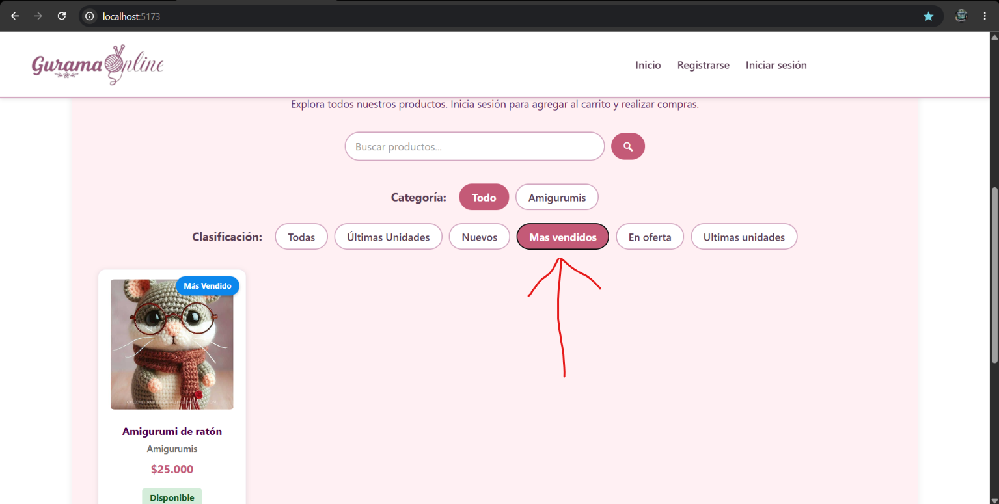 localhost:5173
Gurama Online
Inicio Registrarse Iniciar sesión
Explora todos nuestros productos. Inicia sesión para agregar al carrito y realizar compras.
Buscar productos...
Categoría: Todo Amigurumis
Clasificación: Todas Últimas Unidades Nuevos Mas vendidos En oferta Ultimas unidades
Más Vendido
Amigurumi de ratón
Amigurumis
$25.000
Disponible